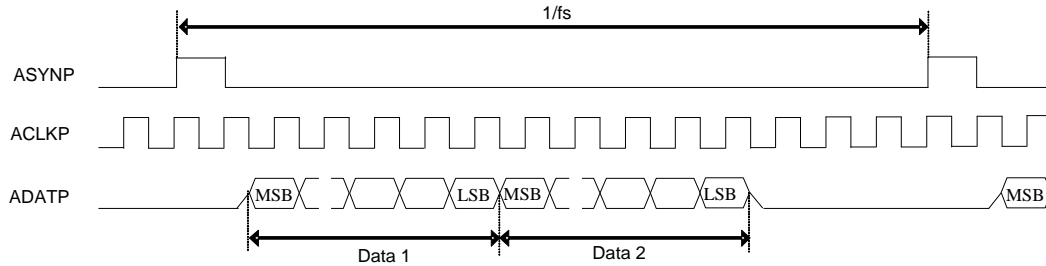 1/fs
ASYNP
ACLKP
ADATP MSB LSB MSB LSB MSB
Data 1 Data 2